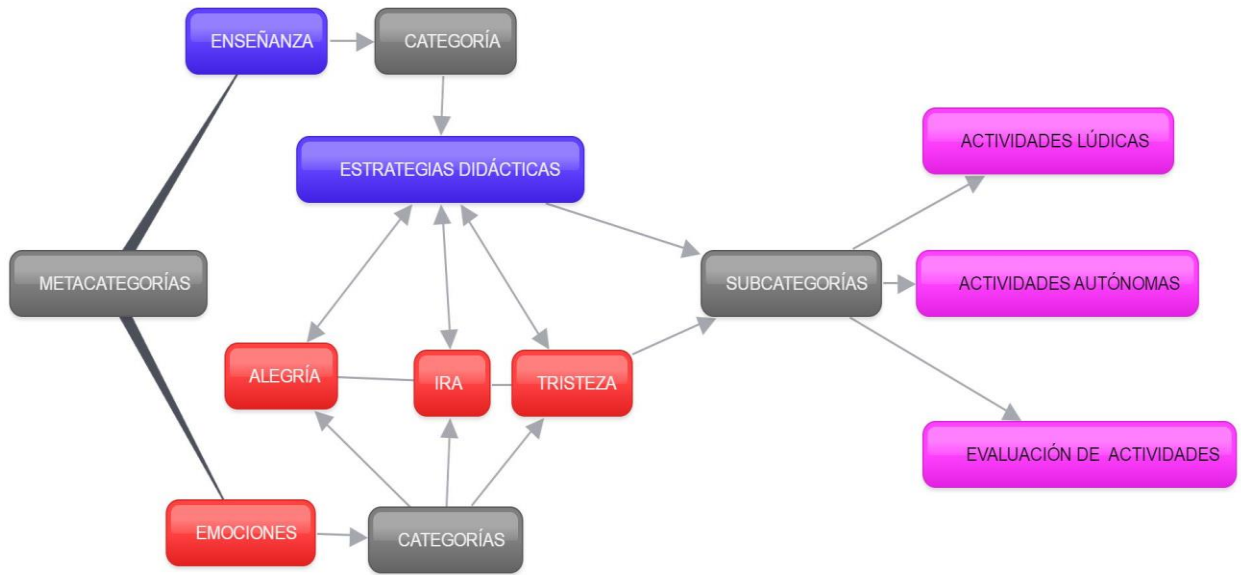 ENSEÑANZA
CATEGORÍA
ESTRATEGIAS DIDÁCTICAS
ACTIVIDADES LÚDICAS
METACATEGORÍAS
SUBCATEGORÍAS
ACTIVIDADES AUTÓNOMAS
ALEGRÍA
IRA
TRISTEZA
EVALUACIÓN DE ACTIVIDADES
EMOCIONES
CATEGORÍAS